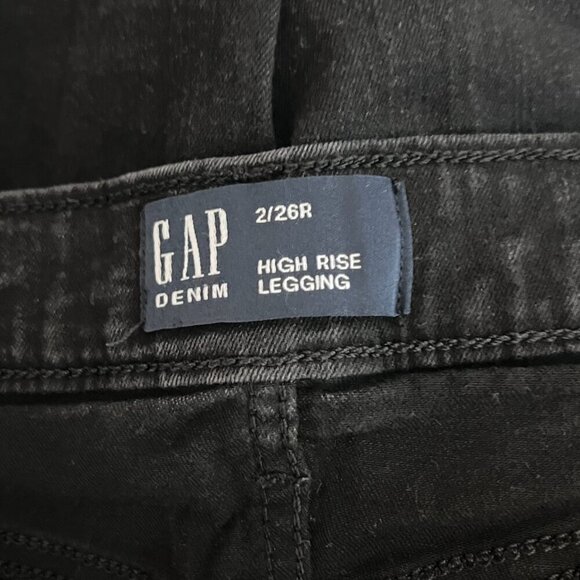 GAP
DENIM
2/26R
HIGH RISE
LEGGING